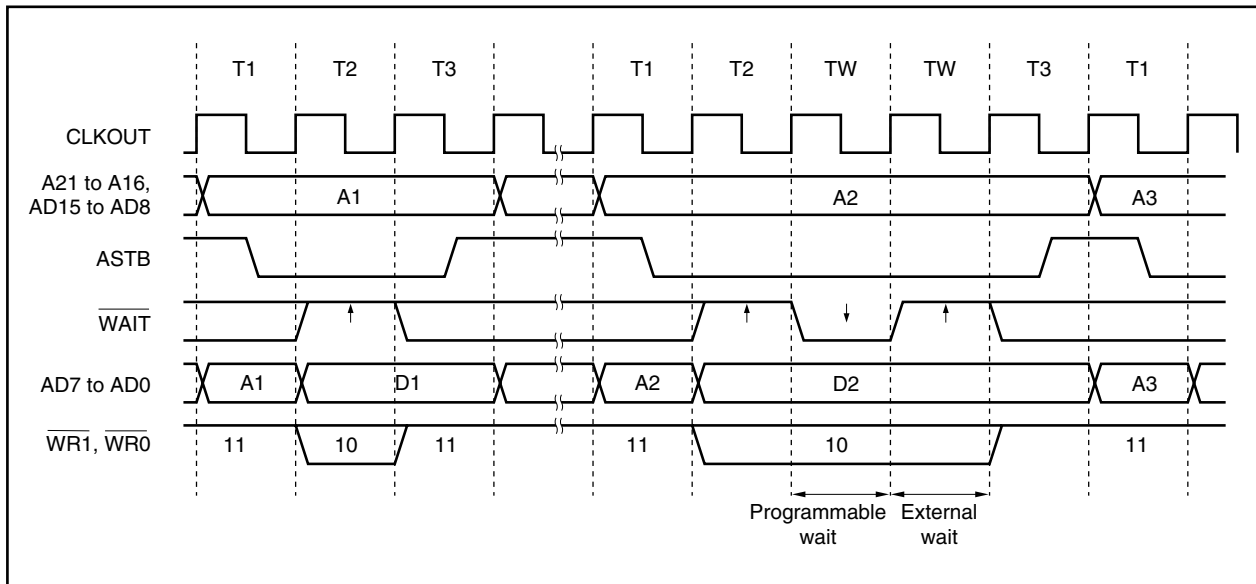 T1 T2 T3 T1 T2 TW TW T3 T1
CLKOUT
A21 to A16,
AD15 to AD8
A1 A2 A3
ASTB
WAIT
AD7 to AD0
A1 D1 A2 D2 A3
WR1, WR0
11 10 11 11 10 11
Programmable
wait
External
wait